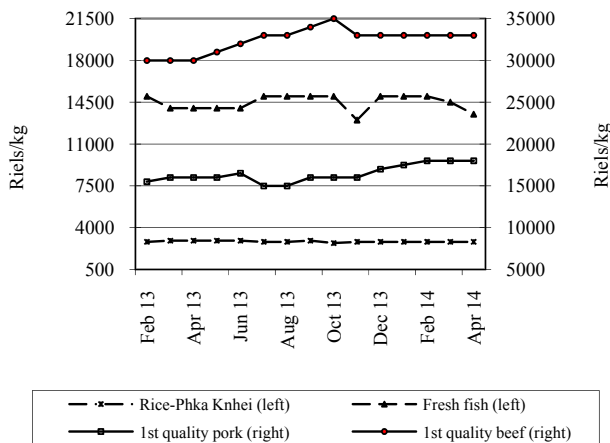 21500
18000
14500
11000
7500
4000
500
Riels/kg
35000
30000
25000
20000
15000
10000
5000
Riels/kg
Feb 13
Apr 13
Jun 13
Aug 13
Oct 13
Dec 13
Feb 14
Apr 14
Rice-Phka Knhei (left)
Fresh fish (left)
1st quality pork (right)
1st quality beef (right)